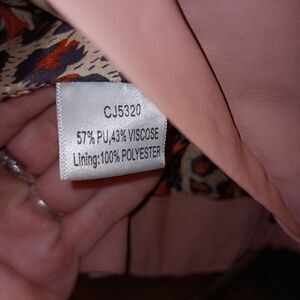 CJ5320
57% PU,43% VISCOSE
Lining:100% POLYESTER